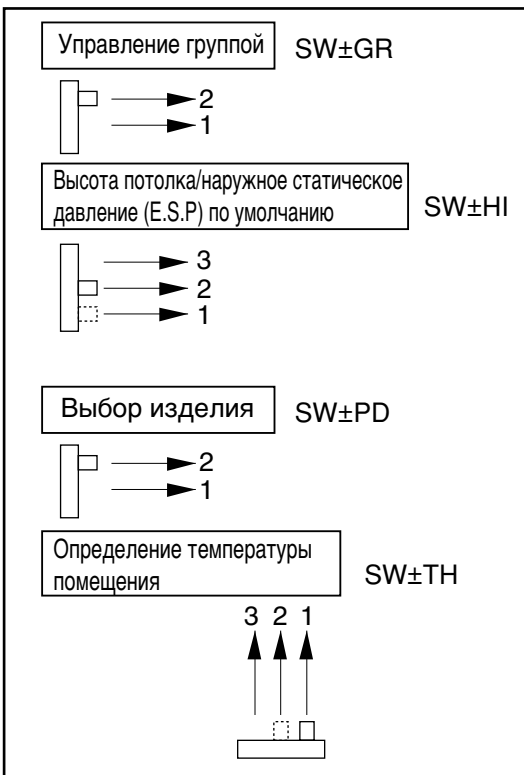 Управление группой SW±GR
2
1
Высота потолка/наружное статическое
давление (E.S.P) по умолчанию SW±HI
3
2
1
Выбор изделия SW±PD
2
1
Определение температуры
помещения SW±TH
3 2 1